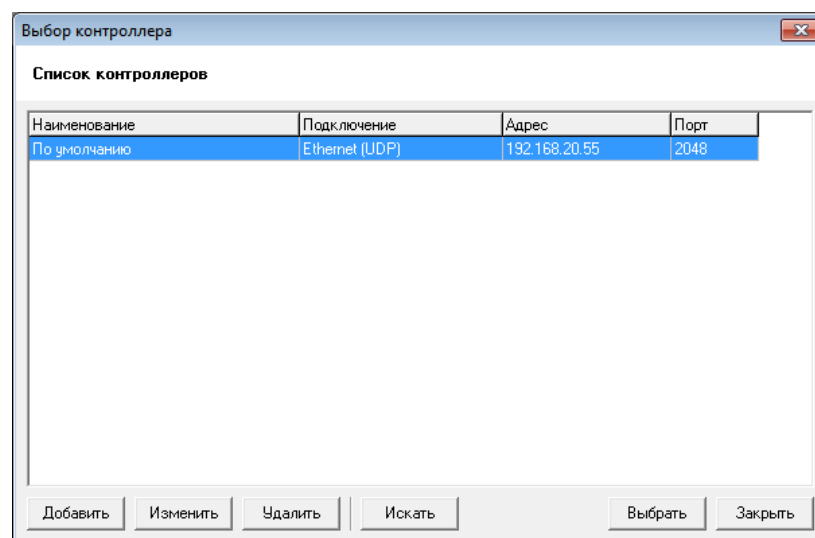 Выбор контроллера
Список контроллеров
Наименование Подключение Адрес Порт
По умолчанию Ethernet (UDP) 192.168.20.55 2048
Добавить Изменить Удалить Искать Выбрать Закрыть